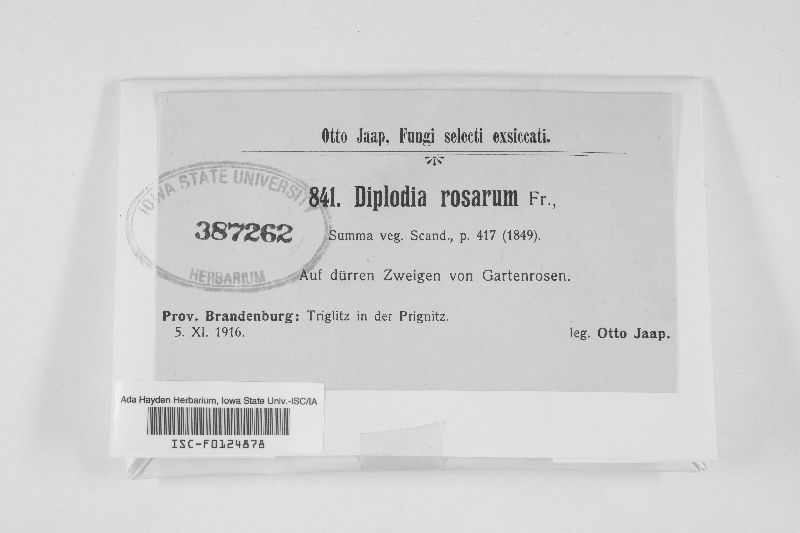 Otto Jaap, Fungi selecti exsiccati.
IOWA STATE UNIVERSITY
387262
HERBARIUM
841. Diplodia rosarum Fr.,
Summa veg. Scand., p. 417 (1849).
Auf dürren Zweigen von Gartenrosen.
Prov. Brandenburg: Triglitz in der Prignitz.
5. XI. 1916.
leg. Otto Jaap.
Ada Hayden Herbarium, Iowa State Univ.-ISC/IA
ISC-F0124878